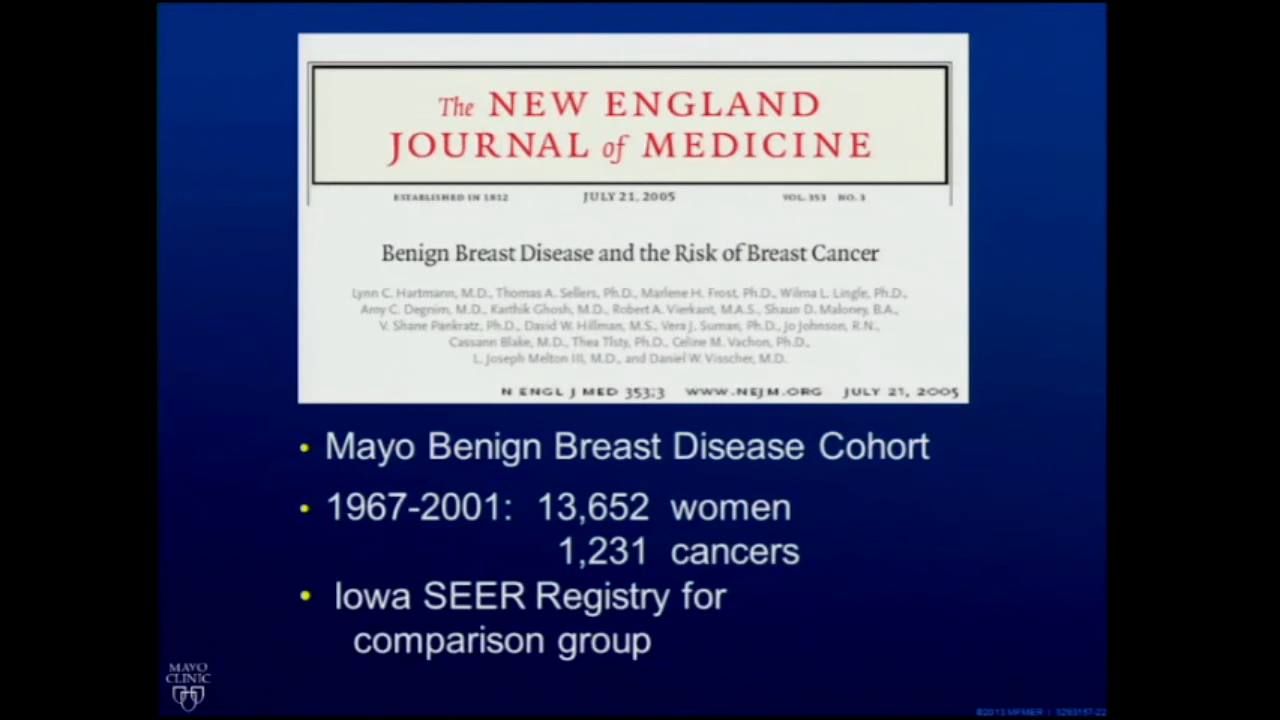 The NEW ENGLAND
JOURNAL of MEDICINE
ESTABLISHED IN 1812 JULY 21, 2005 VOL. 353 NO. 3
Benign Breast Disease and the Risk of Breast Cancer
Lynn C. Hartmann, M.D., Thomas A. Sellers, Ph.D., Marlene H. Frost, Ph.D., Wilma L. Lingle, Ph.D.,
Amy C. Degnim, M.D., Karthik Ghosh, M.D., Robert A. Vierkant, M.A.S., Shaun D. Maloney, B.A.,
V. Shane Pankratz, Ph.D., David W. Hillman, M.S., Vera J. Suman, Ph.D., Jo Johnson, R.N.,
Cassann Blake, M.D., Thea Tlsty, Ph.D., Celine M. Vachon, Ph.D.,
L. Joseph Melton III, M.D., and Daniel W. Visscher, M.D.
N ENGL J MED 353;3 WWW.NEJM.ORG JULY 21, 2005
• Mayo Benign Breast Disease Cohort
• 1967-2001: 13,652 women
1,231 cancers
• Iowa SEER Registry for
comparison group
MAYO
CLINIC
©2013 MFMER | 3293157-22